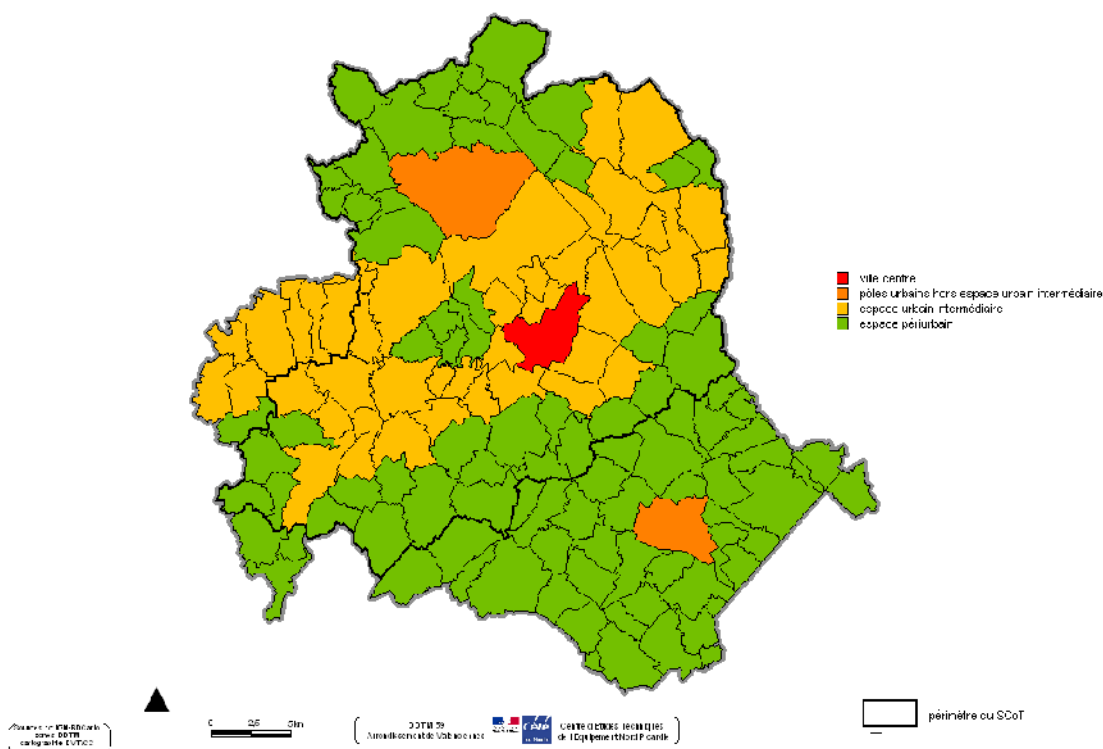 ville centre
pôles urbains hors espace urbain intermédiaire
espace urbain intermédiaire
espace périurbain
périmètre du SCoT
0 2,5 5km
DDTM 59
Arrondissement de Valenciennes
Centre d'Etudes Techniques
de l'Equipement Nord Picardie